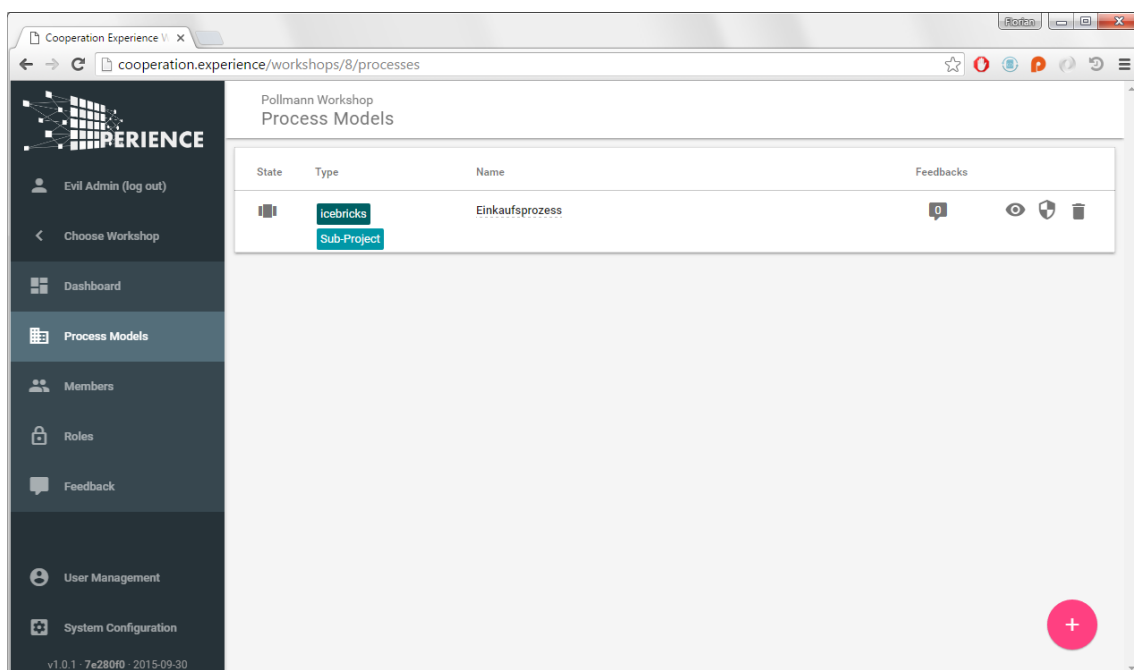 Florian
Cooperation Experience W
cooperation.experience/workshops/8/processes
PERIENCE
Evil Admin (log out)
Choose Workshop
Dashboard
Process Models
Members
Roles
Feedback
User Management
System Configuration
v1.0.1 · 7e280f0 · 2015-09-30
Pollmann Workshop
Process Models
State Type Name Feedbacks
icebricks Einkaufsprozess 0
Sub-Project